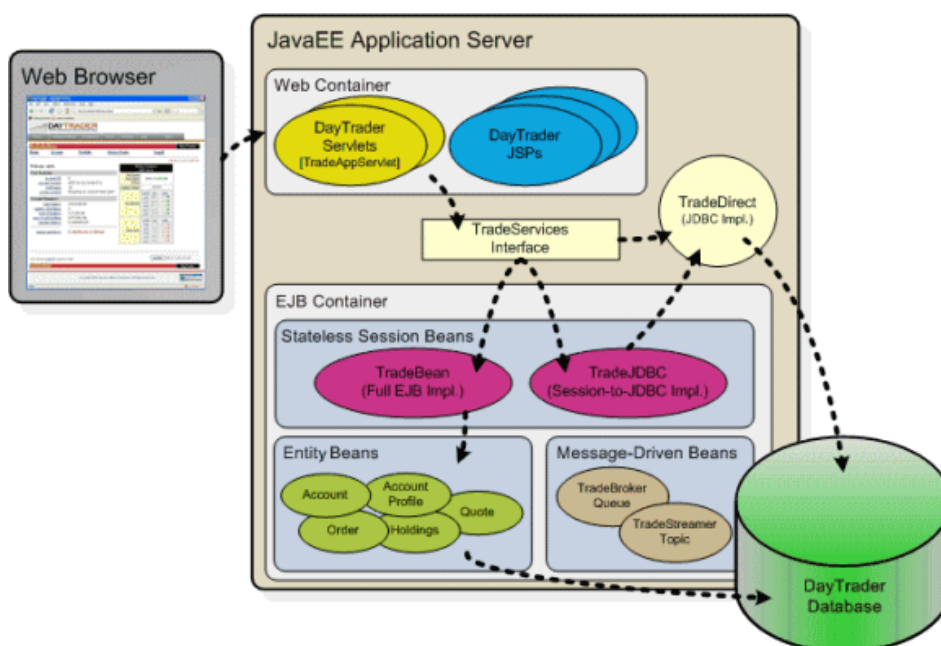 JavaEE Application Server
Web Browser
DAYTRADER
Web Container
DayTrader
Servlets
[TradeAppServlet]
DayTrader
JSPs
TradeDirect
(JDBC Impl.)
TradeServices
Interface
EJB Container
Stateless Session Beans
TradeBean
(Full EJB Impl.)
TradeJDBC
(Session-to-JDBC Impl.)
Entity Beans
Account
Account
Profile
Quote
Order
Holdings
Message-Driven Beans
TradeBroker
Queue
TradeStreamer
Topic
DayTrader
Database